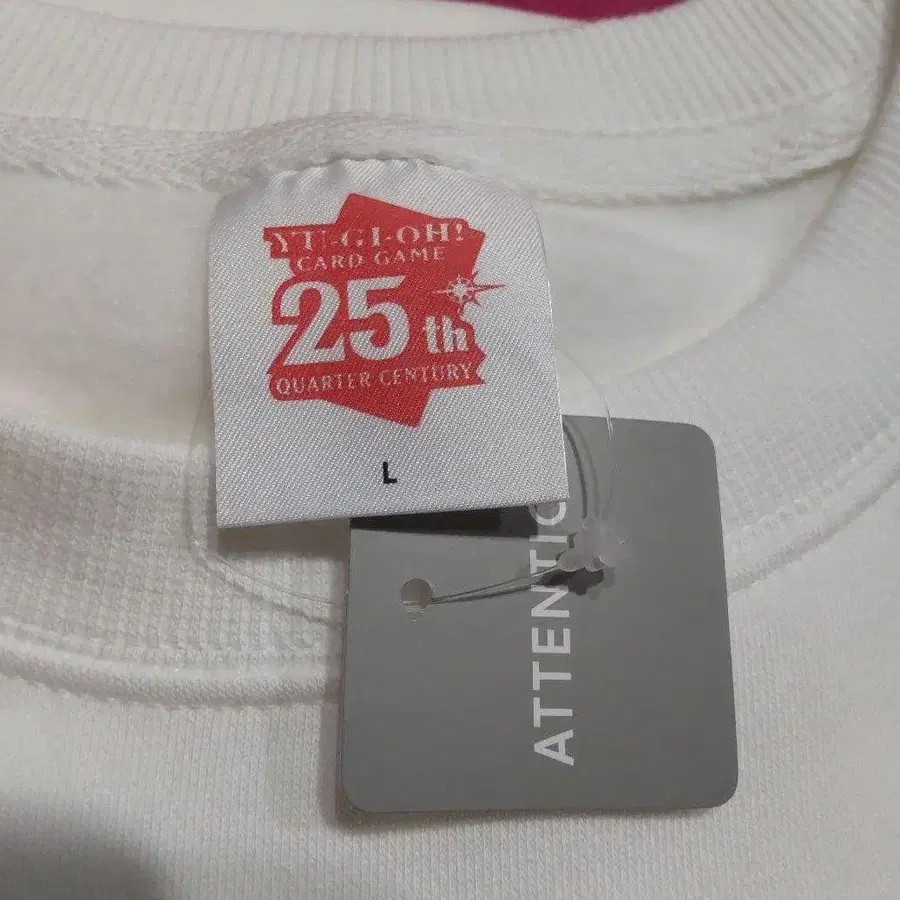 YU-GI-OH!
CARD GAME
25th
QUARTER CENTURY
L
ATTENTIO